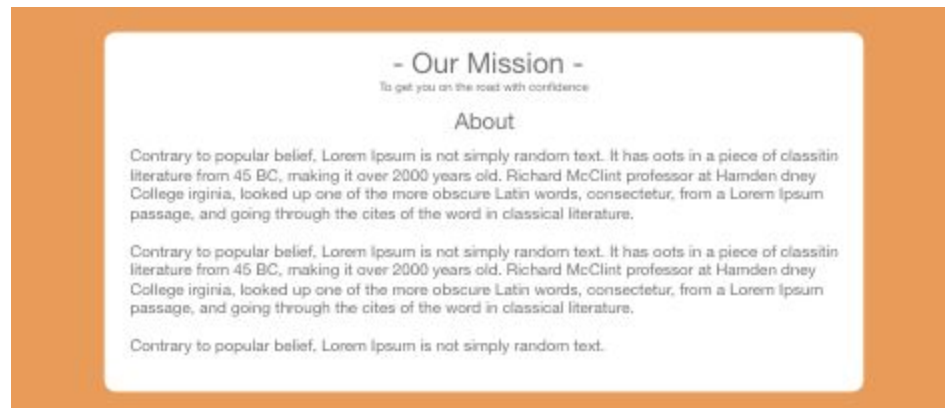 - Our Mission -
To get you on the road with confidence
About
Contrary to popular belief, Lorem Ipsum is not simply random text. It has oots in a piece of classitin
literature from 45 BC, making it over 2000 years old. Richard McClint professor at Hamden dney
College irginia, looked up one of the more obscure Latin words, consectetur, from a Lorem Ipsum
passage, and going through the cites of the word in classical literature.
Contrary to popular belief, Lorem Ipsum is not simply random text. It has oots in a piece of classitin
literature from 45 BC, making it over 2000 years old. Richard McClint professor at Hamden dney
College irginia, looked up one of the more obscure Latin words, consectetur, from a Lorem Ipsum
passage, and going through the cites of the word in classical literature.
Contrary to popular belief, Lorem Ipsum is not simply random text.